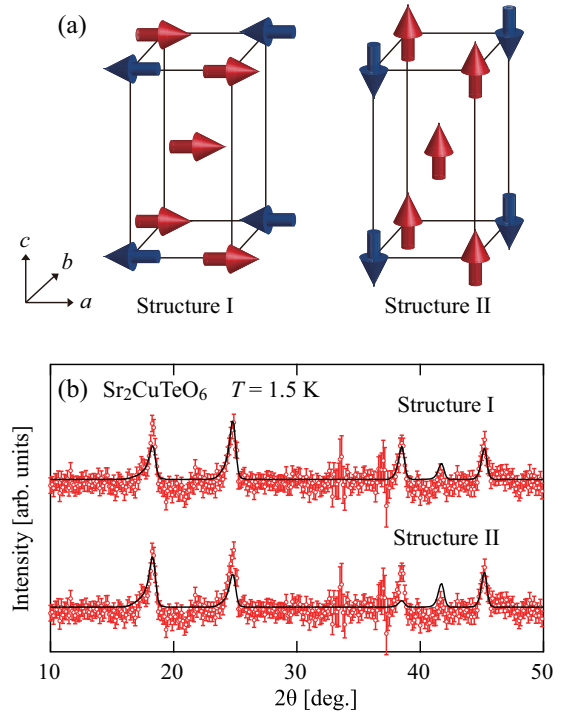 (a)
c
b
a
Structure I
Structure II
(b) Sr₂CuTeO₆ T = 1.5 K
Structure I
Structure II
Intensity [arb. units]
10 20 30 40 50
2θ [deg.]